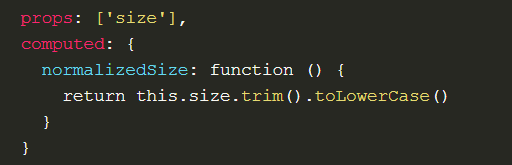 props: ['size'],
computed: {
  normalizedSize: function () {
    return this.size.trim().toLowerCase()
  }
}